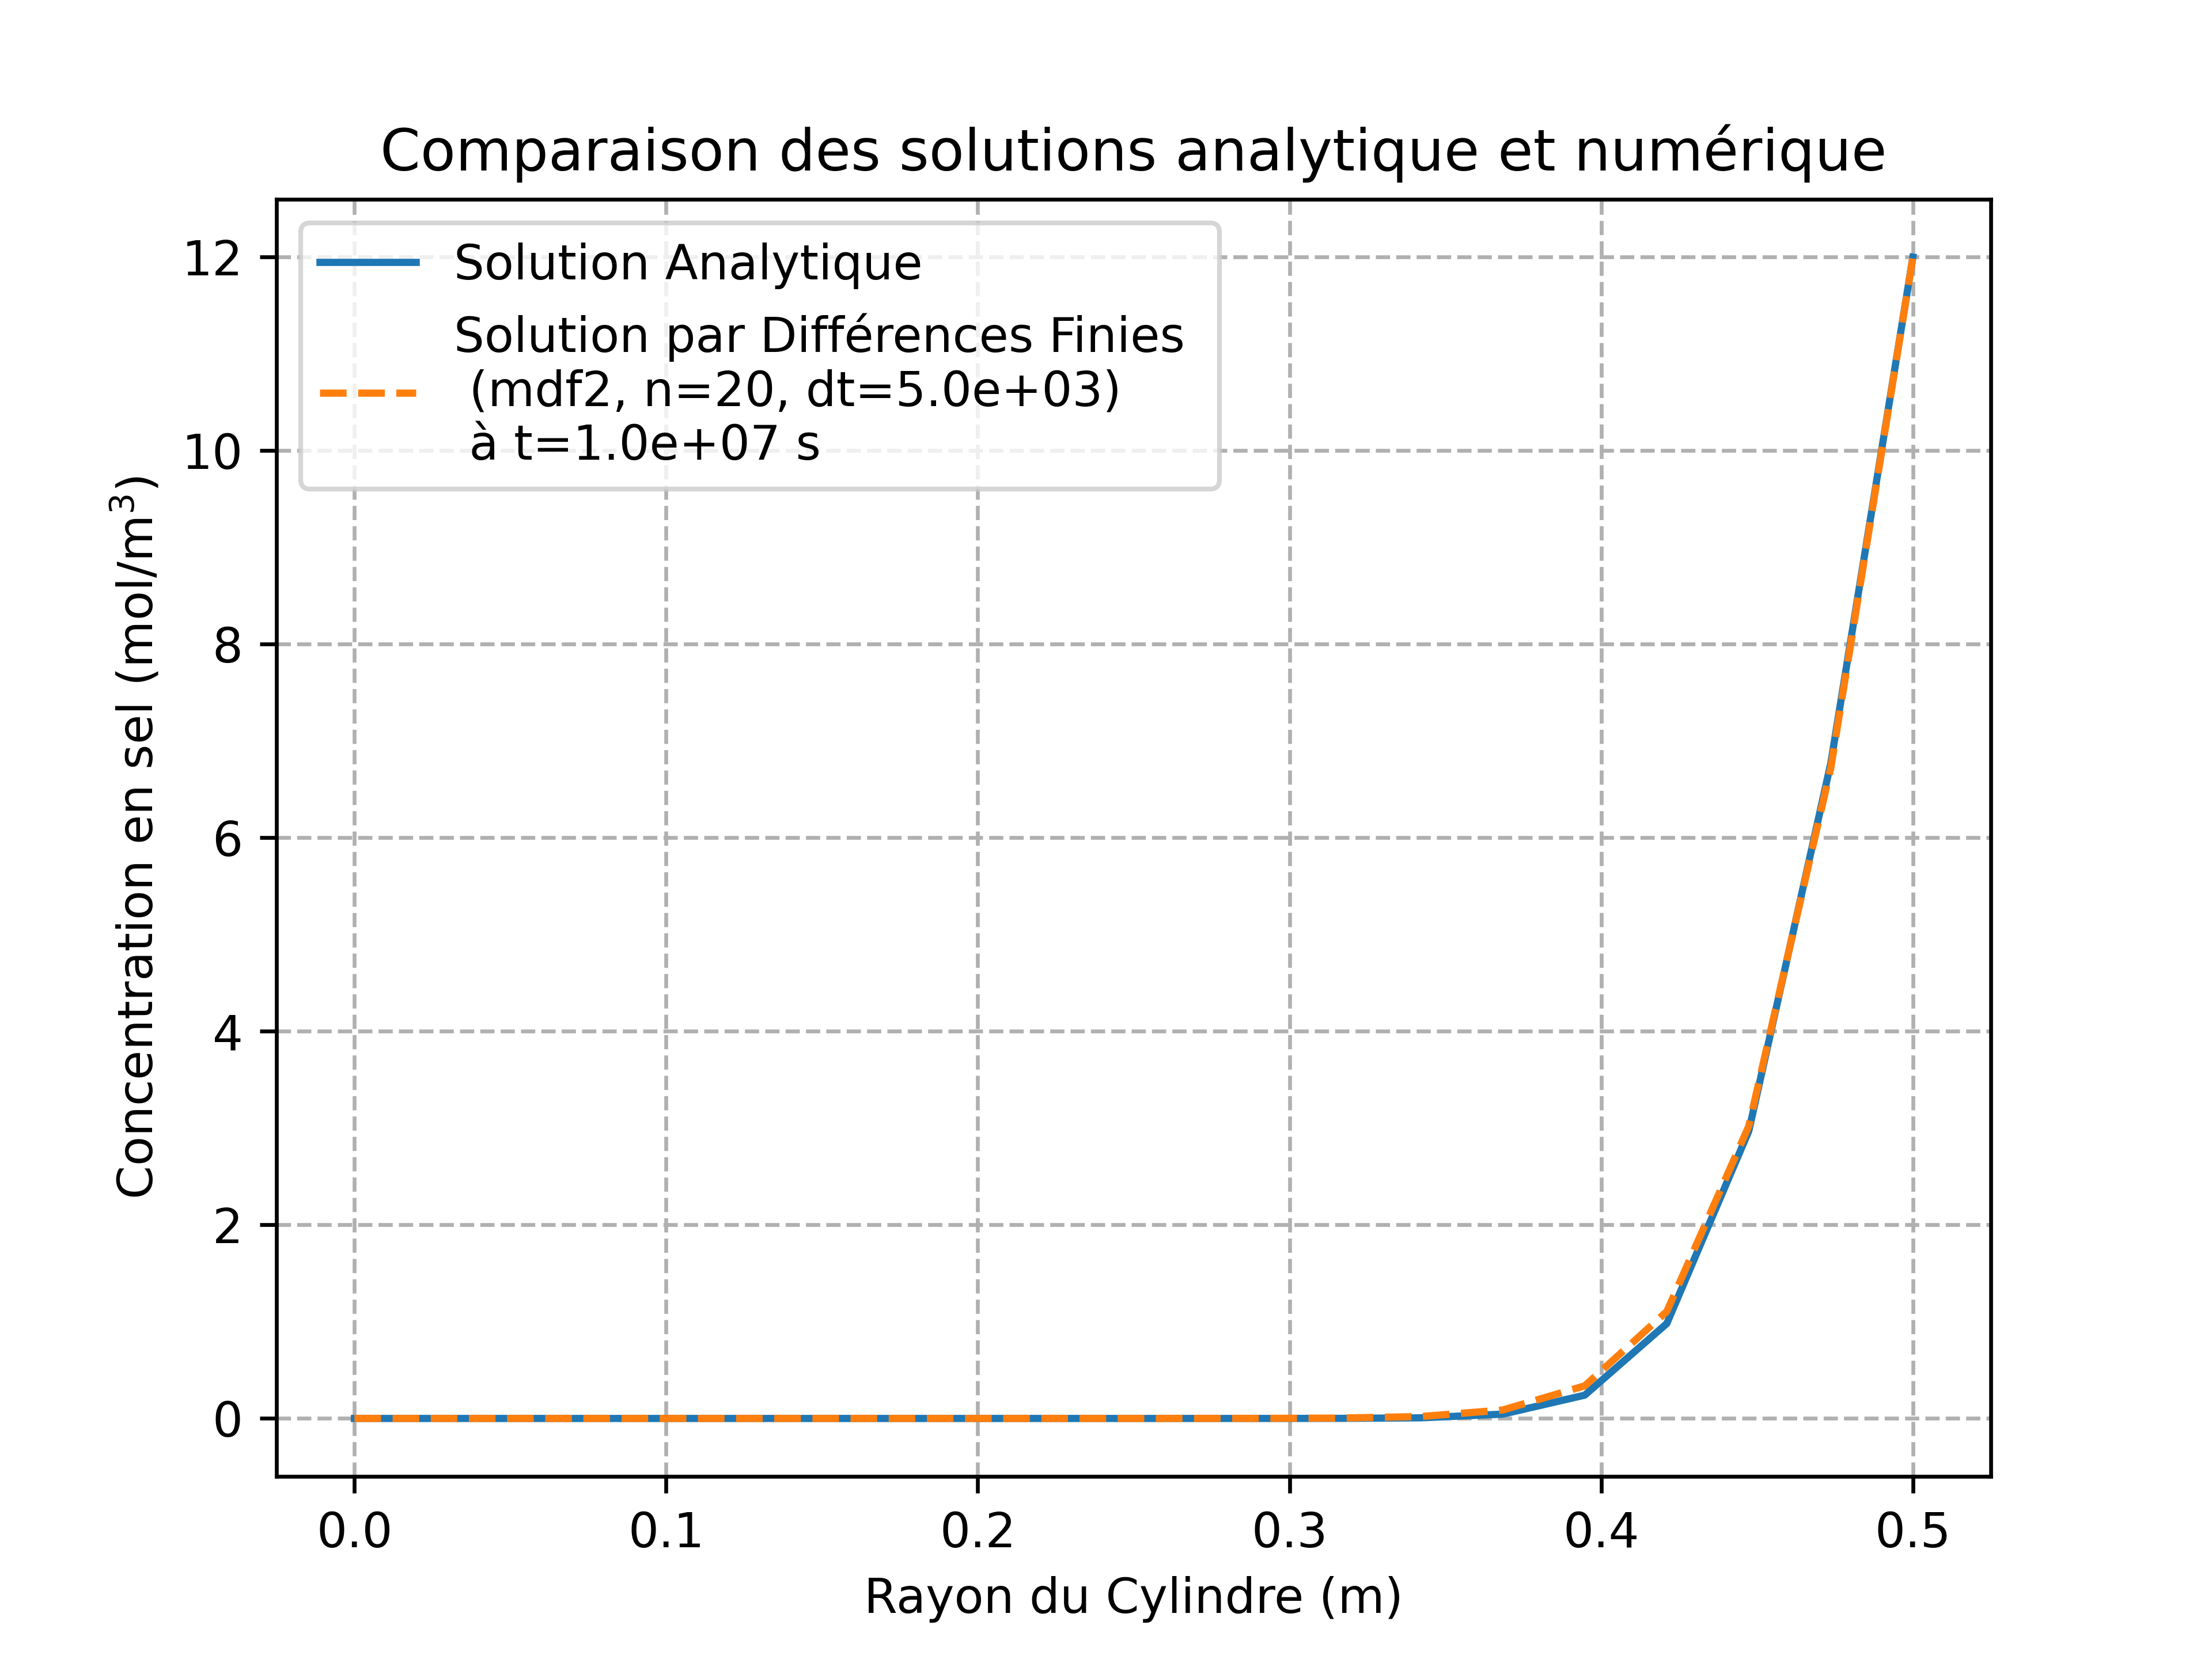 Comparaison des solutions analytique et numérique
Solution Analytique
Solution par Différences Finies
(mdf2, n=20, dt=5.0e+03)
à t=1.0e+07 s
Concentration en sel (mol/m³)
12
10
8
6
4
2
0
0.0 0.1 0.2 0.3 0.4 0.5
Rayon du Cylindre (m)